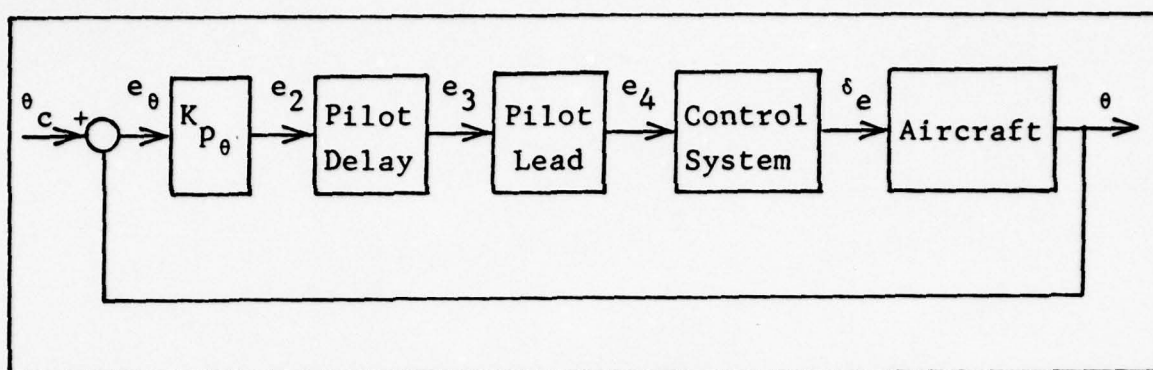 θc +
eθ
Kpθ
e2
Pilot
Delay
e3
Pilot
Lead
e4
Control
System
δe
Aircraft
θ